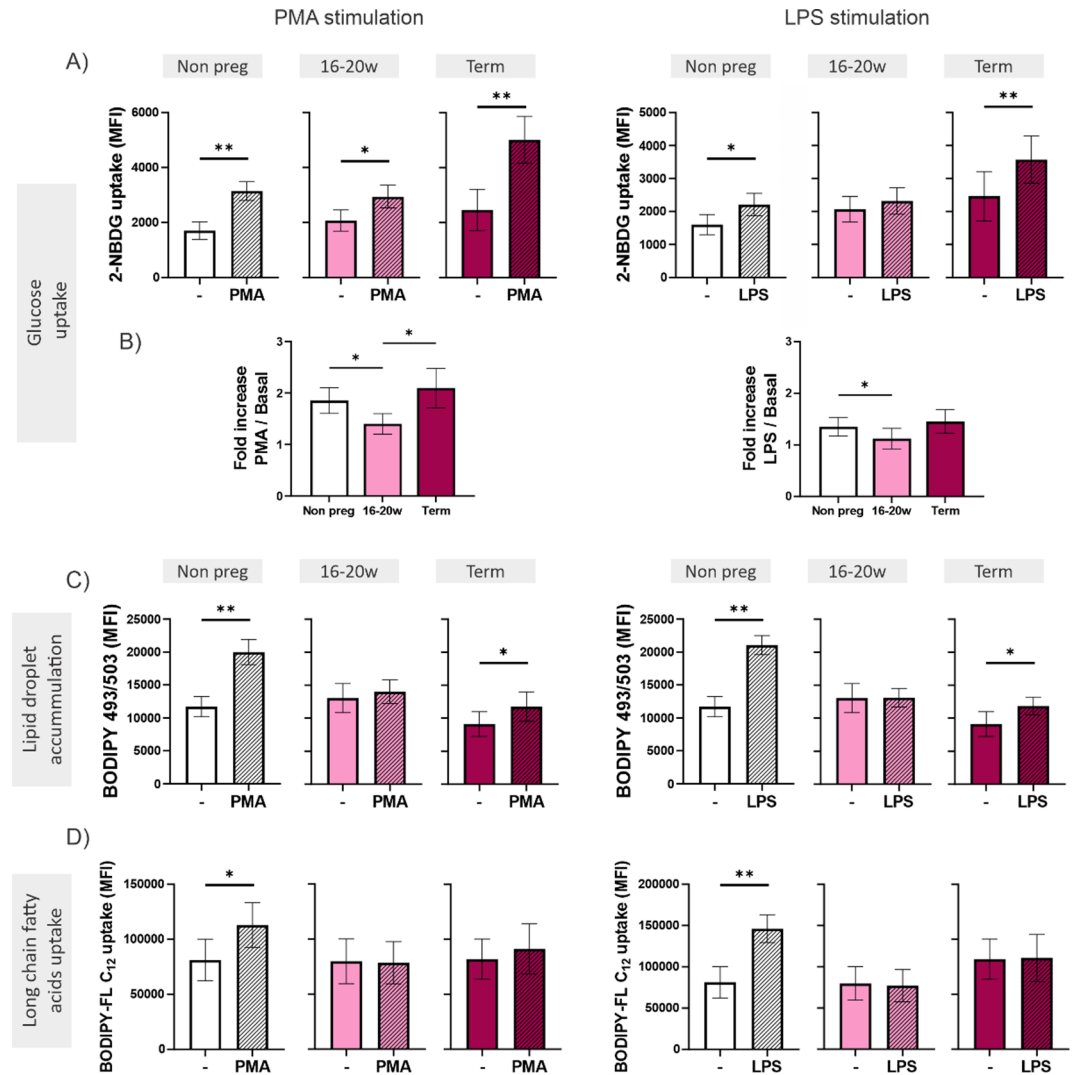 PMA stimulation
LPS stimulation
A)
Non preg
16-20w
Term
Non preg
16-20w
Term
Glucose
uptake
2-NBDG uptake (MFI)
6000
4000
2000
0
**
*
**
-
PMA
-
PMA
-
PMA
2-NBDG uptake (MFI)
5000
4000
3000
2000
1000
0
*
**
-
LPS
-
LPS
-
LPS
B)
Fold increase
PMA / Basal
3
2
1
0
*
*
Non preg
16-20w
Term
Fold increase
LPS / Basal
3
2
1
0
*
Non preg
16-20w
Term
C)
Non preg
16-20w
Term
Non preg
16-20w
Term
Lipid droplet
accummulation
BODIPY 493/503 (MFI)
25000
20000
15000
10000
5000
0
**
*
-
PMA
-
PMA
-
PMA
BODIPY 493/503 (MFI)
25000
20000
15000
10000
5000
0
**
*
-
LPS
-
LPS
-
LPS
D)
Long chain fatty
acids uptake
BODIPY-FL C12 uptake (MFI)
150000
100000
50000
0
*
-
PMA
-
PMA
-
PMA
BODIPY-FL C12 uptake (MFI)
200000
150000
100000
50000
0
**
-
LPS
-
LPS
-
LPS